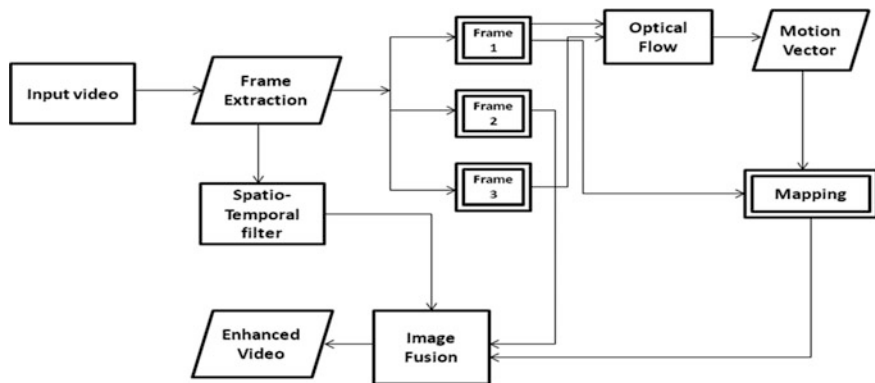 Input video
Frame
Extraction
Frame
1
Frame
2
Frame
3
Optical
Flow
Motion
Vector
Spatio-
Temporal
filter
Mapping
Enhanced
Video
Image
Fusion